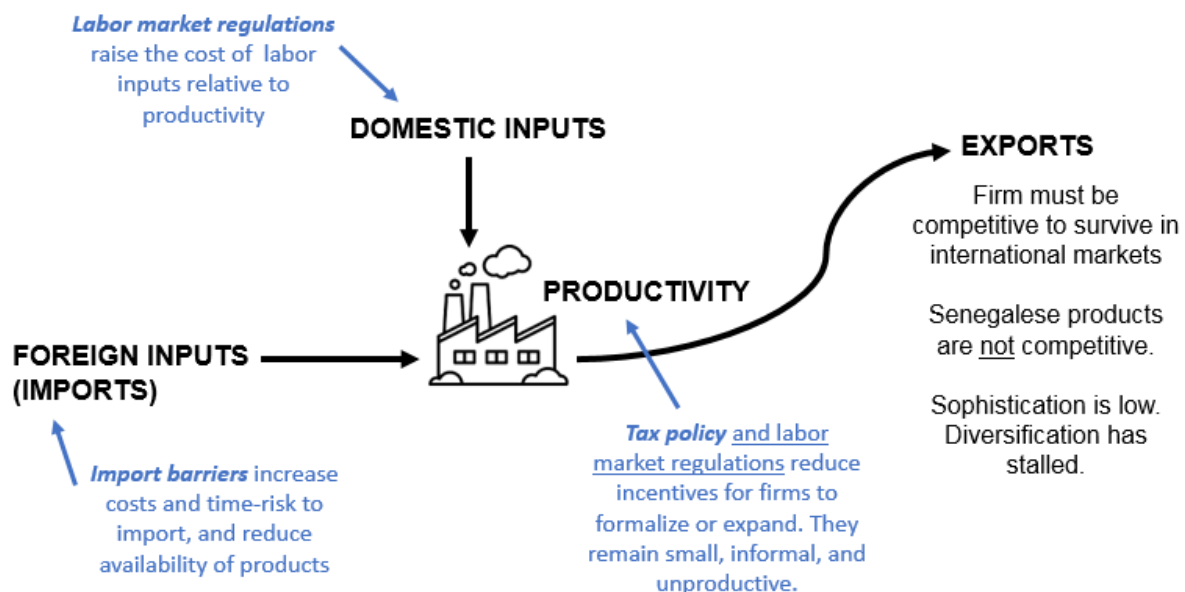 Labor market regulations
raise the cost of labor
inputs relative to
productivity
DOMESTIC INPUTS
EXPORTS
Firm must be
competitive to survive in
international markets
Senegalese products
are not competitive.
Sophistication is low.
Diversification has
stalled.
PRODUCTIVITY
FOREIGN INPUTS
(IMPORTS)
Import barriers increase
costs and time-risk to
import, and reduce
availability of products
Tax policy and labor
market regulations reduce
incentives for firms to
formalize or expand. They
remain small, informal, and
unproductive.